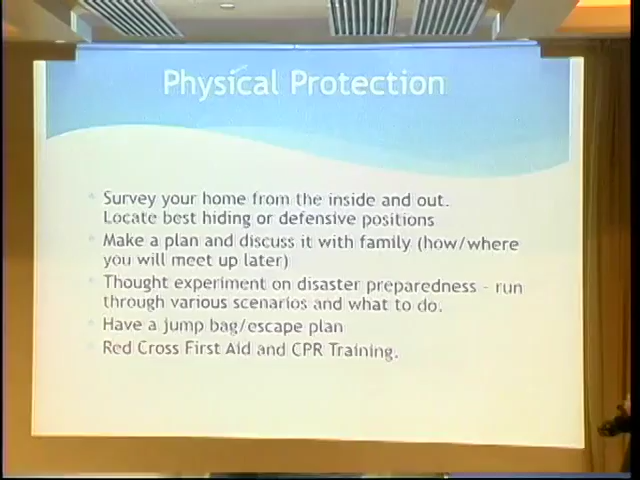 Physical Protection
Survey your home from the inside and out.
Locate best hiding or defensive positions
Make a plan and discuss it with family (how/where
you will meet up later)
Thought experiment on disaster preparedness - run
through various scenarios and what to do.
Have a jump bag/escape plan
Red Cross First Aid and CPR Training.